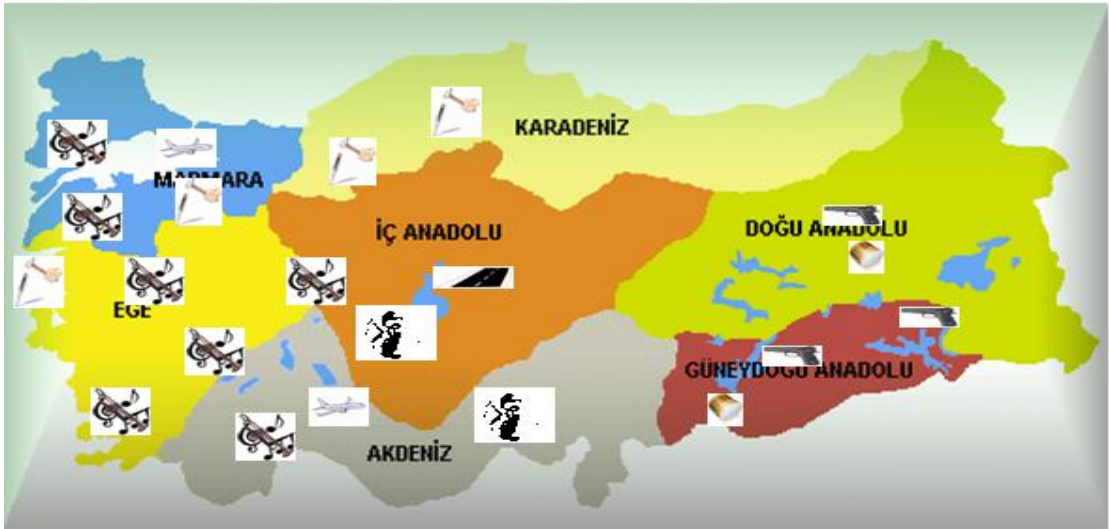 KARADENİZ
MARMARA
İÇ ANADOLU
DOĞU ANADOLU
EGE
GÜNEYDOĞU ANADOLU
AKDENİZ